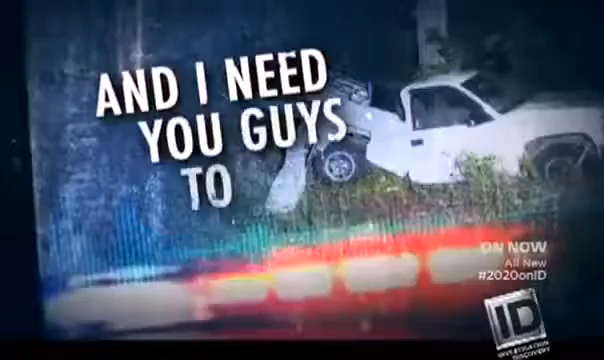 AND I NEED
YOU GUYS
TO
ON NOW
All New
#2020onID
ID
INVESTIGATION
DISCOVERY